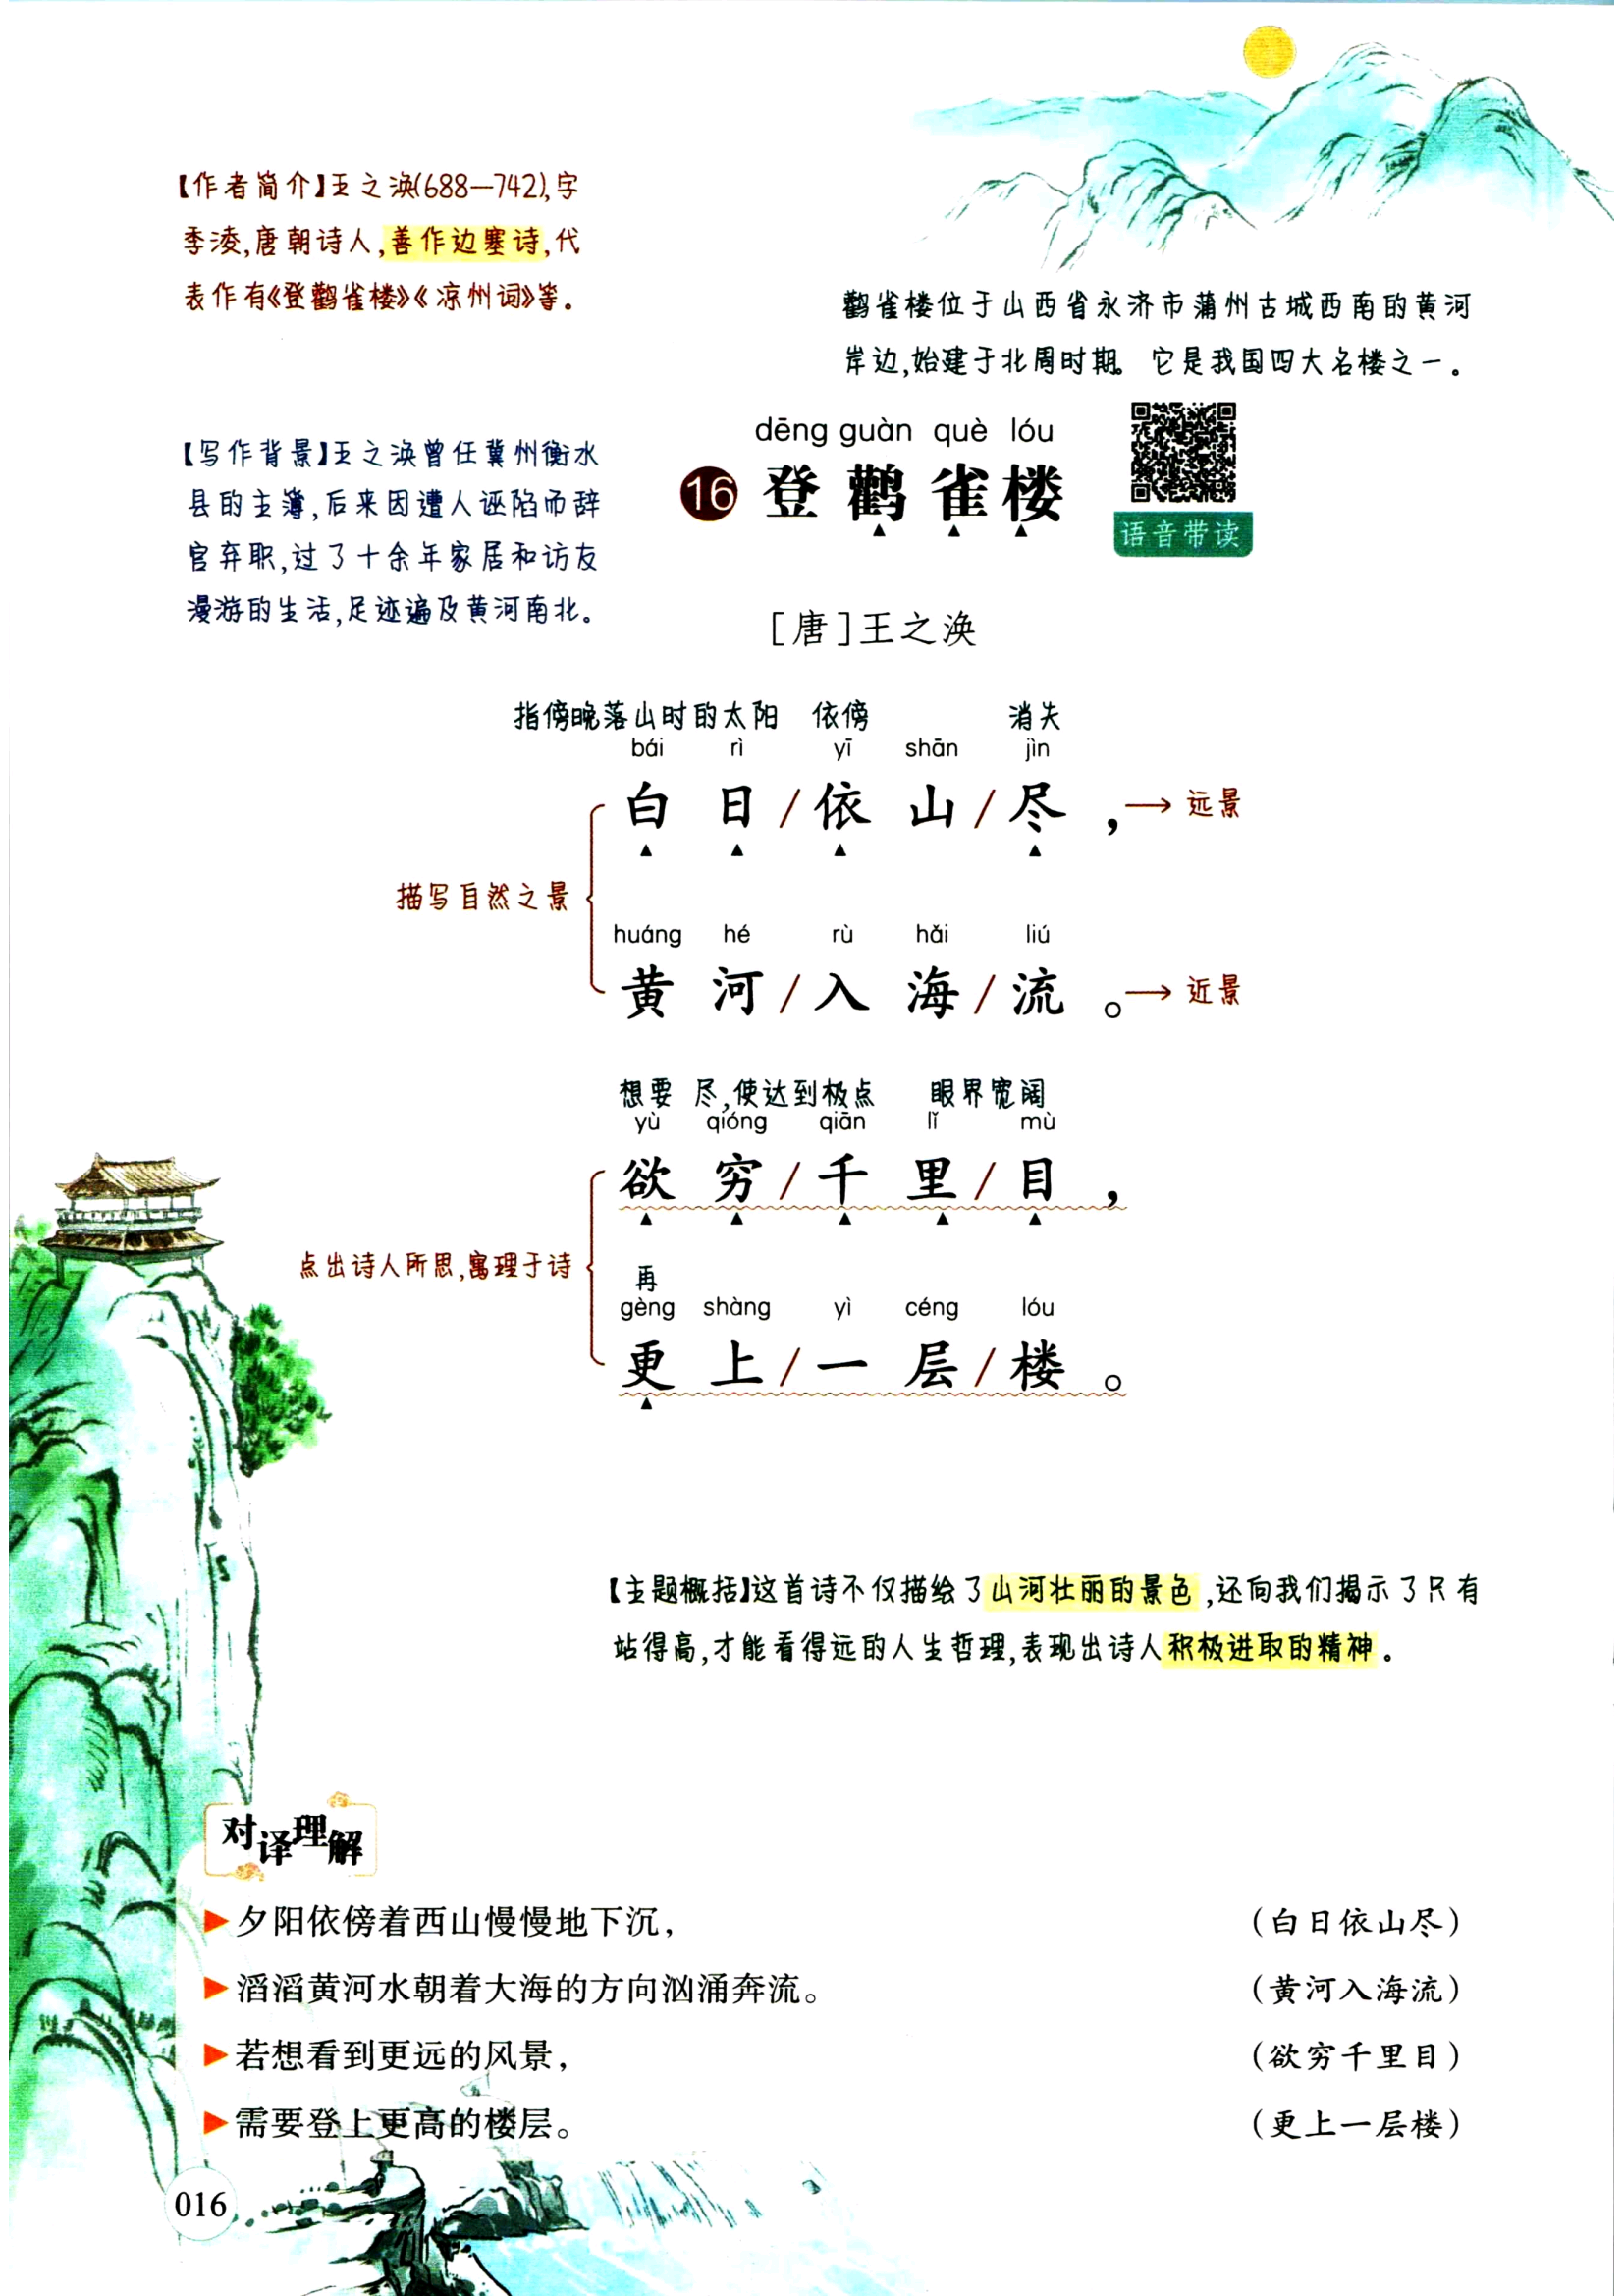 【作者简介】王之涣(688—742),字
季凌,唐朝诗人,善作边塞诗,代
表作有《登鹳雀楼》《凉州词》等。
鹳雀楼位于山西省永济市蒲州古城西南的黄河
岸边,始建于北周时期。它是我国四大名楼之一。
【写作背景】王之涣曾任冀州衡水
县的主簿,后来因遭人诬陷而辞
官弃职,过了十余年家居和访友
漫游的生活,足迹遍及黄河南北。
dēng guàn què lóu
16 登鹳雀楼
语音带读
[唐]王之涣
指傍晚落山时的太阳 依傍 消失
bái rì yī shān jìn
白日/依山/尽,→远景
描写自然之景
huáng hé rù hǎi liú
黄河/入海/流。→近景
想要 尽,使达到极点 眼界宽阔
yù qióng qiān lǐ mù
欲穷/千里/目,
点出诗人所思,寓理于诗
再
gèng shàng yì céng lóu
更上/一层/楼。
【主题概括】这首诗不仅描绘了山河壮丽的景色,还向我们揭示了只有
站得高,才能看得远的人生哲理,表现出诗人积极进取的精神。
对译理解
▶夕阳依傍着西山慢慢地下沉, (白日依山尽)
▶滔滔黄河水朝着大海的方向汹涌奔流。 (黄河入海流)
▶若想看到更远的风景, (欲穷千里目)
▶需要登上更高的楼层。 (更上一层楼)
016